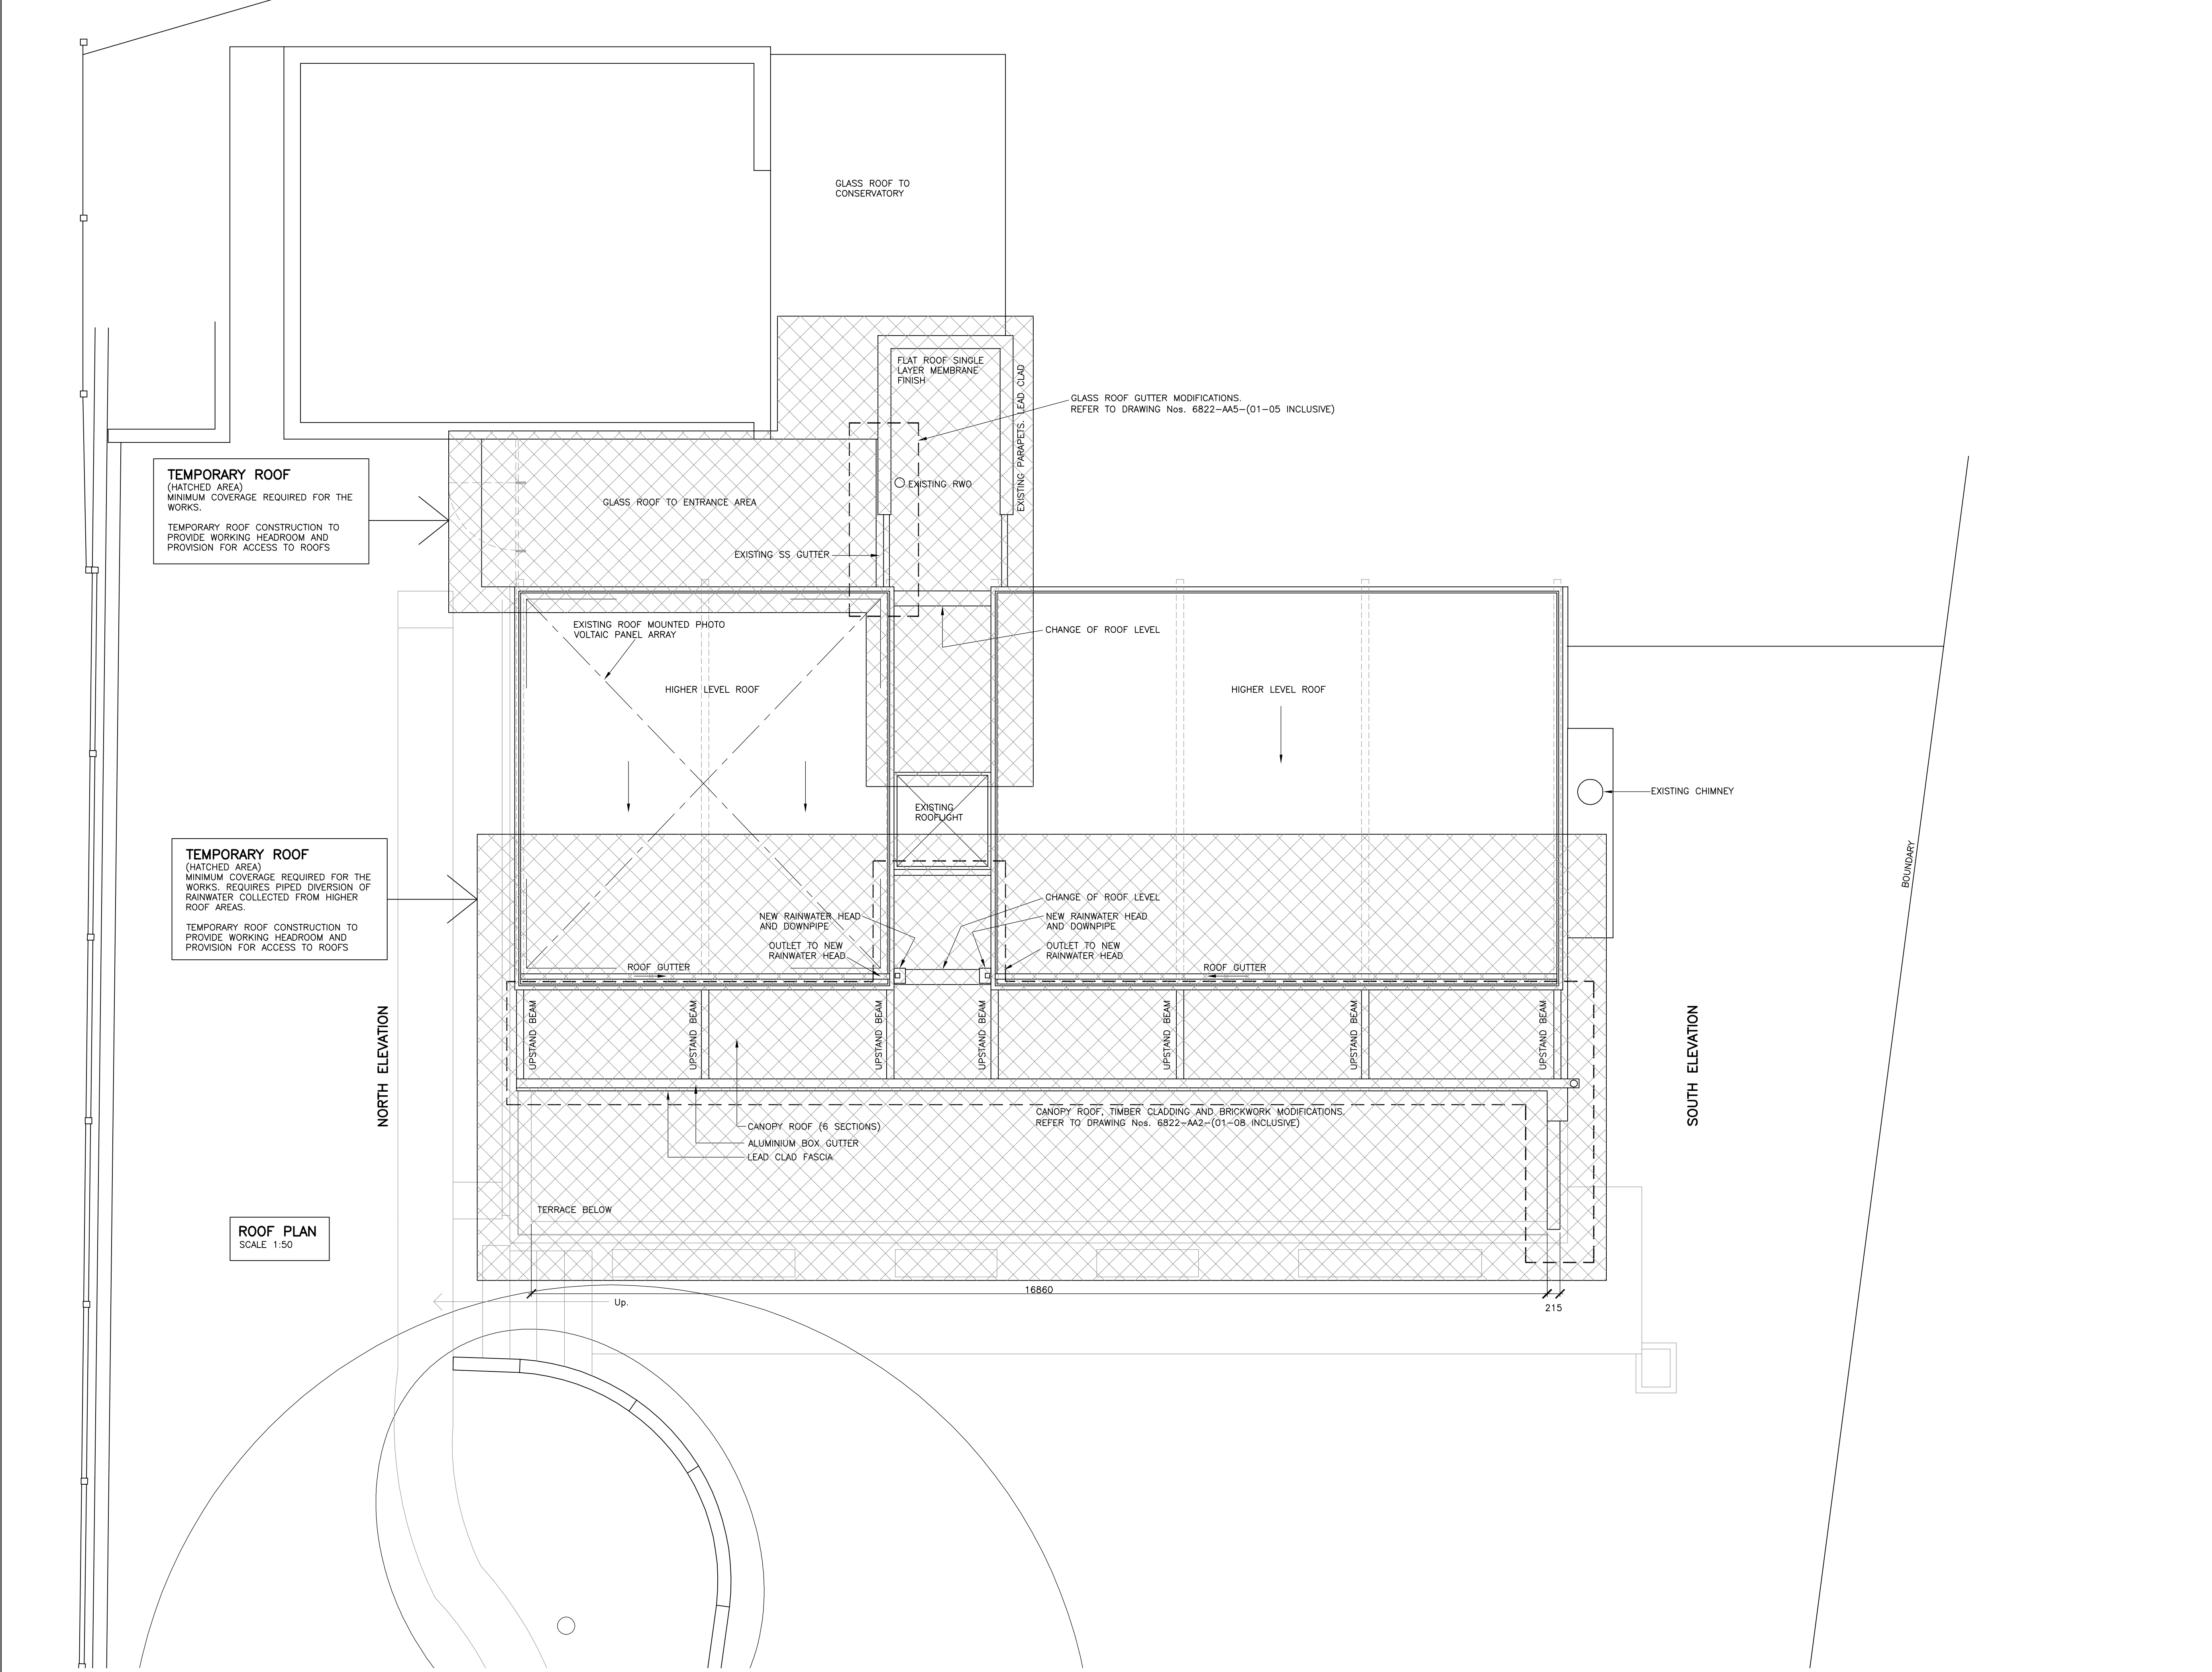 GLASS ROOF TO
CONSERVATORY
FLAT ROOF SINGLE
LAYER MEMBRANE
FINISH
EXISTING PARAPETS. LEAD CLAD
GLASS ROOF GUTTER MODIFICATIONS.
REFER TO DRAWING Nos. 6822-AA5-(01-05 INCLUSIVE)
TEMPORARY ROOF
(HATCHED AREA)
MINIMUM COVERAGE REQUIRED FOR THE
WORKS.
TEMPORARY ROOF CONSTRUCTION TO
PROVIDE WORKING HEADROOM AND
PROVISION FOR ACCESS TO ROOFS
GLASS ROOF TO ENTRANCE AREA
EXISTING RWO
EXISTING SS GUTTER
EXISTING ROOF MOUNTED PHOTO
VOLTAIC PANEL ARRAY
CHANGE OF ROOF LEVEL
HIGHER LEVEL ROOF
HIGHER LEVEL ROOF
EXISTING
ROOFLIGHT
EXISTING CHIMNEY
BOUNDARY
TEMPORARY ROOF
(HATCHED AREA)
MINIMUM COVERAGE REQUIRED FOR THE
WORKS. REQUIRES PIPED DIVERSION OF
RAINWATER COLLECTED FROM HIGHER
ROOF AREAS.
TEMPORARY ROOF CONSTRUCTION TO
PROVIDE WORKING HEADROOM AND
PROVISION FOR ACCESS TO ROOFS
NEW RAINWATER HEAD
AND DOWNPIPE
OUTLET TO NEW
RAINWATER HEAD
CHANGE OF ROOF LEVEL
NEW RAINWATER HEAD
AND DOWNPIPE
OUTLET TO NEW
RAINWATER HEAD
ROOF GUTTER
ROOF GUTTER
NORTH ELEVATION
UPSTAND BEAM
UPSTAND BEAM
UPSTAND BEAM
UPSTAND BEAM
UPSTAND BEAM
UPSTAND BEAM
UPSTAND BEAM
SOUTH ELEVATION
CANOPY ROOF, TIMBER CLADDING AND BRICKWORK MODIFICATIONS.
REFER TO DRAWING Nos. 6822-AA2-(01-08 INCLUSIVE)
CANOPY ROOF (6 SECTIONS)
ALUMINIUM BOX GUTTER
LEAD CLAD FASCIA
TERRACE BELOW
ROOF PLAN
SCALE 1:50
16860
215
Up.